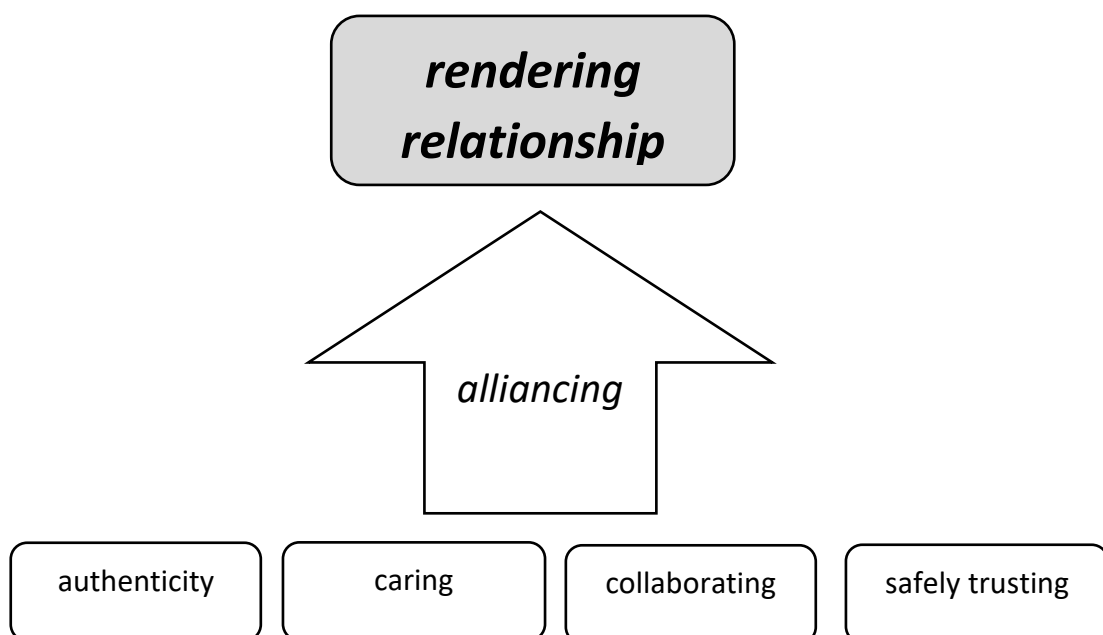 rendering
relationship
alliancing
authenticity
caring
collaborating
safely trusting